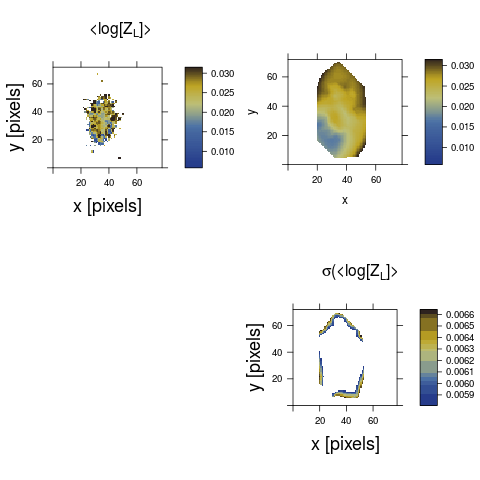 <log[Z_L]>
60
40
20
20 40 60
x [pixels]
y [pixels]
0.030
0.025
0.020
0.015
0.010
60
40
20
20 40 60
x
y
0.030
0.025
0.020
0.015
0.010
σ(<log[Z_L]>
60
40
20
20 40 60
x [pixels]
y [pixels]
0.0066
0.0065
0.0064
0.0063
0.0062
0.0061
0.0060
0.0059